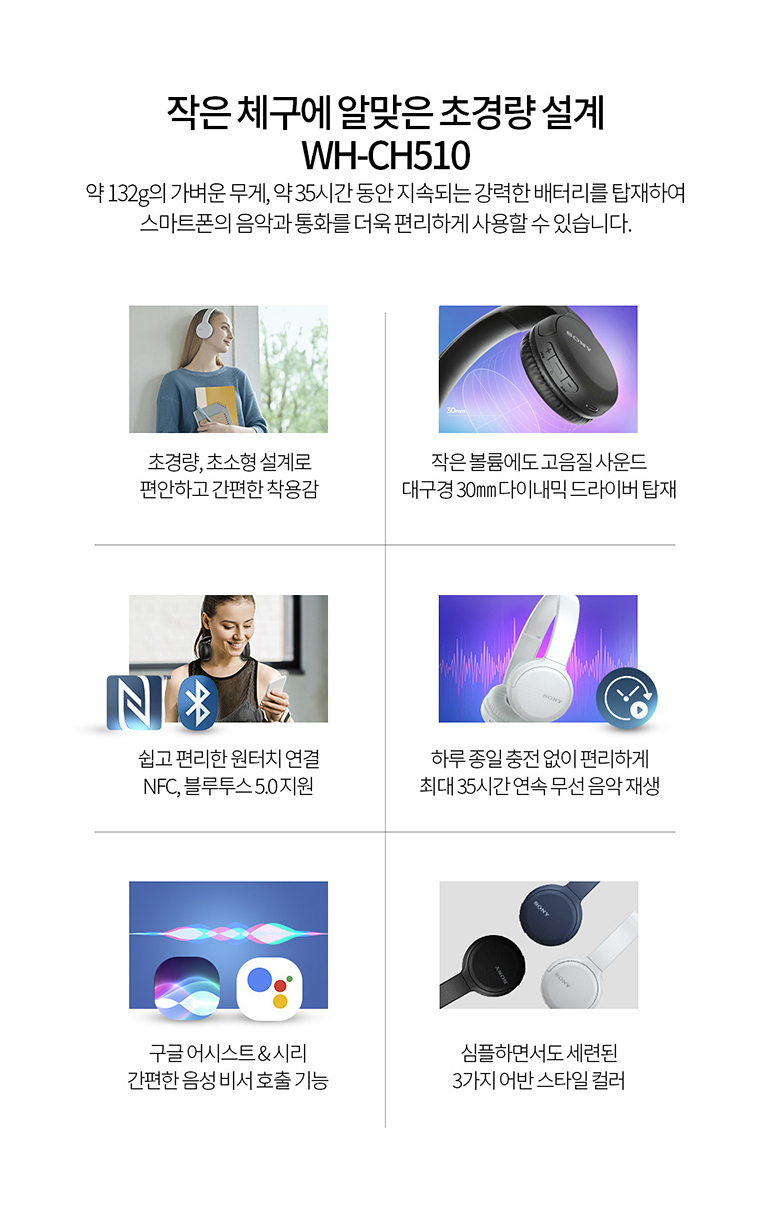 작은 체구에 알맞은 초경량 설계
WH-CH510
약 132g의 가벼운 무게, 약 35시간 동안 지속되는 강력한 배터리를 탑재하여
스마트폰의 음악과 통화를 더욱 편리하게 사용할 수 있습니다.
SONY
30mm
초경량, 초소형 설계로
편안하고 간편한 착용감
작은 볼륨에도 고음질 사운드
대구경 30㎜ 다이내믹 드라이버 탑재
SONY
쉽고 편리한 원터치 연결
NFC, 블루투스 5.0 지원
하루 종일 충전 없이 편리하게
최대 35시간 연속 무선 음악 재생
SONY
SONY
SONY
구글 어시스트 & 시리
간편한 음성 비서 호출 기능
심플하면서도 세련된
3가지 어반 스타일 컬러